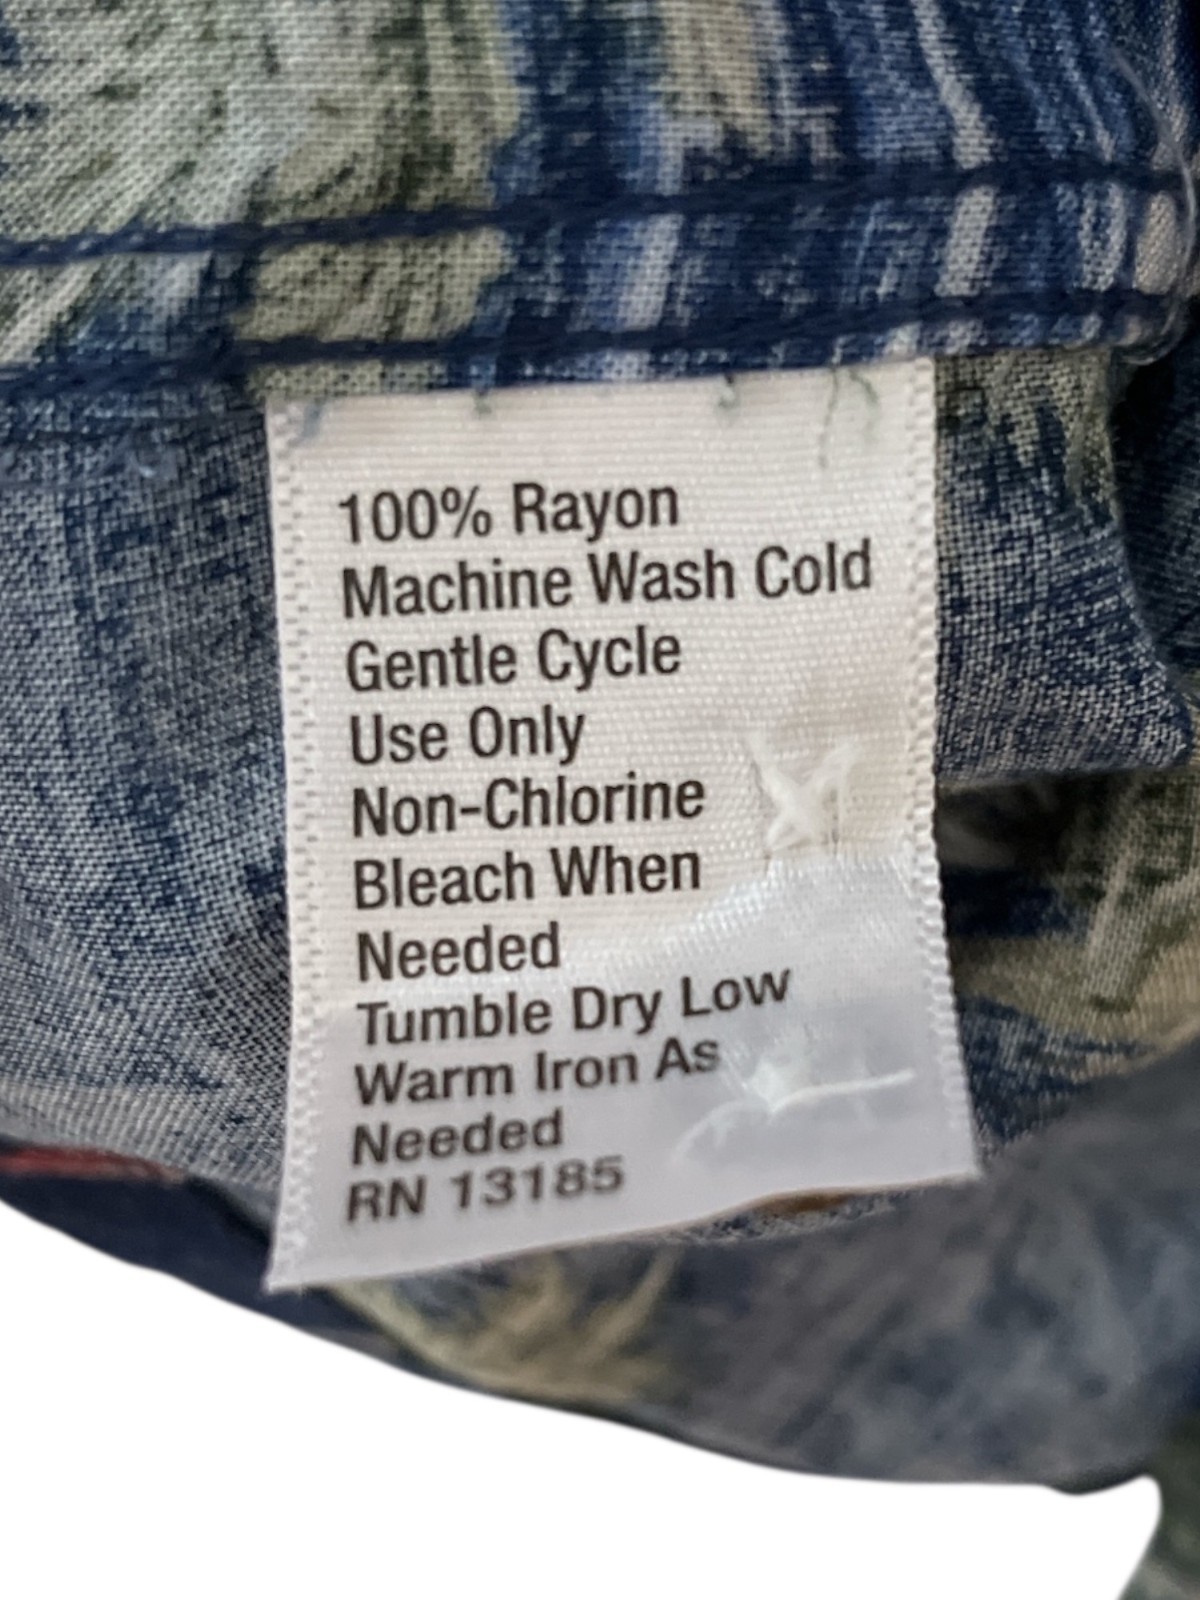 100% Rayon
Machine Wash Cold
Gentle Cycle
Use Only
Non-Chlorine
Bleach When
Needed
Tumble Dry Low
Warm Iron As
Needed
RN 13185